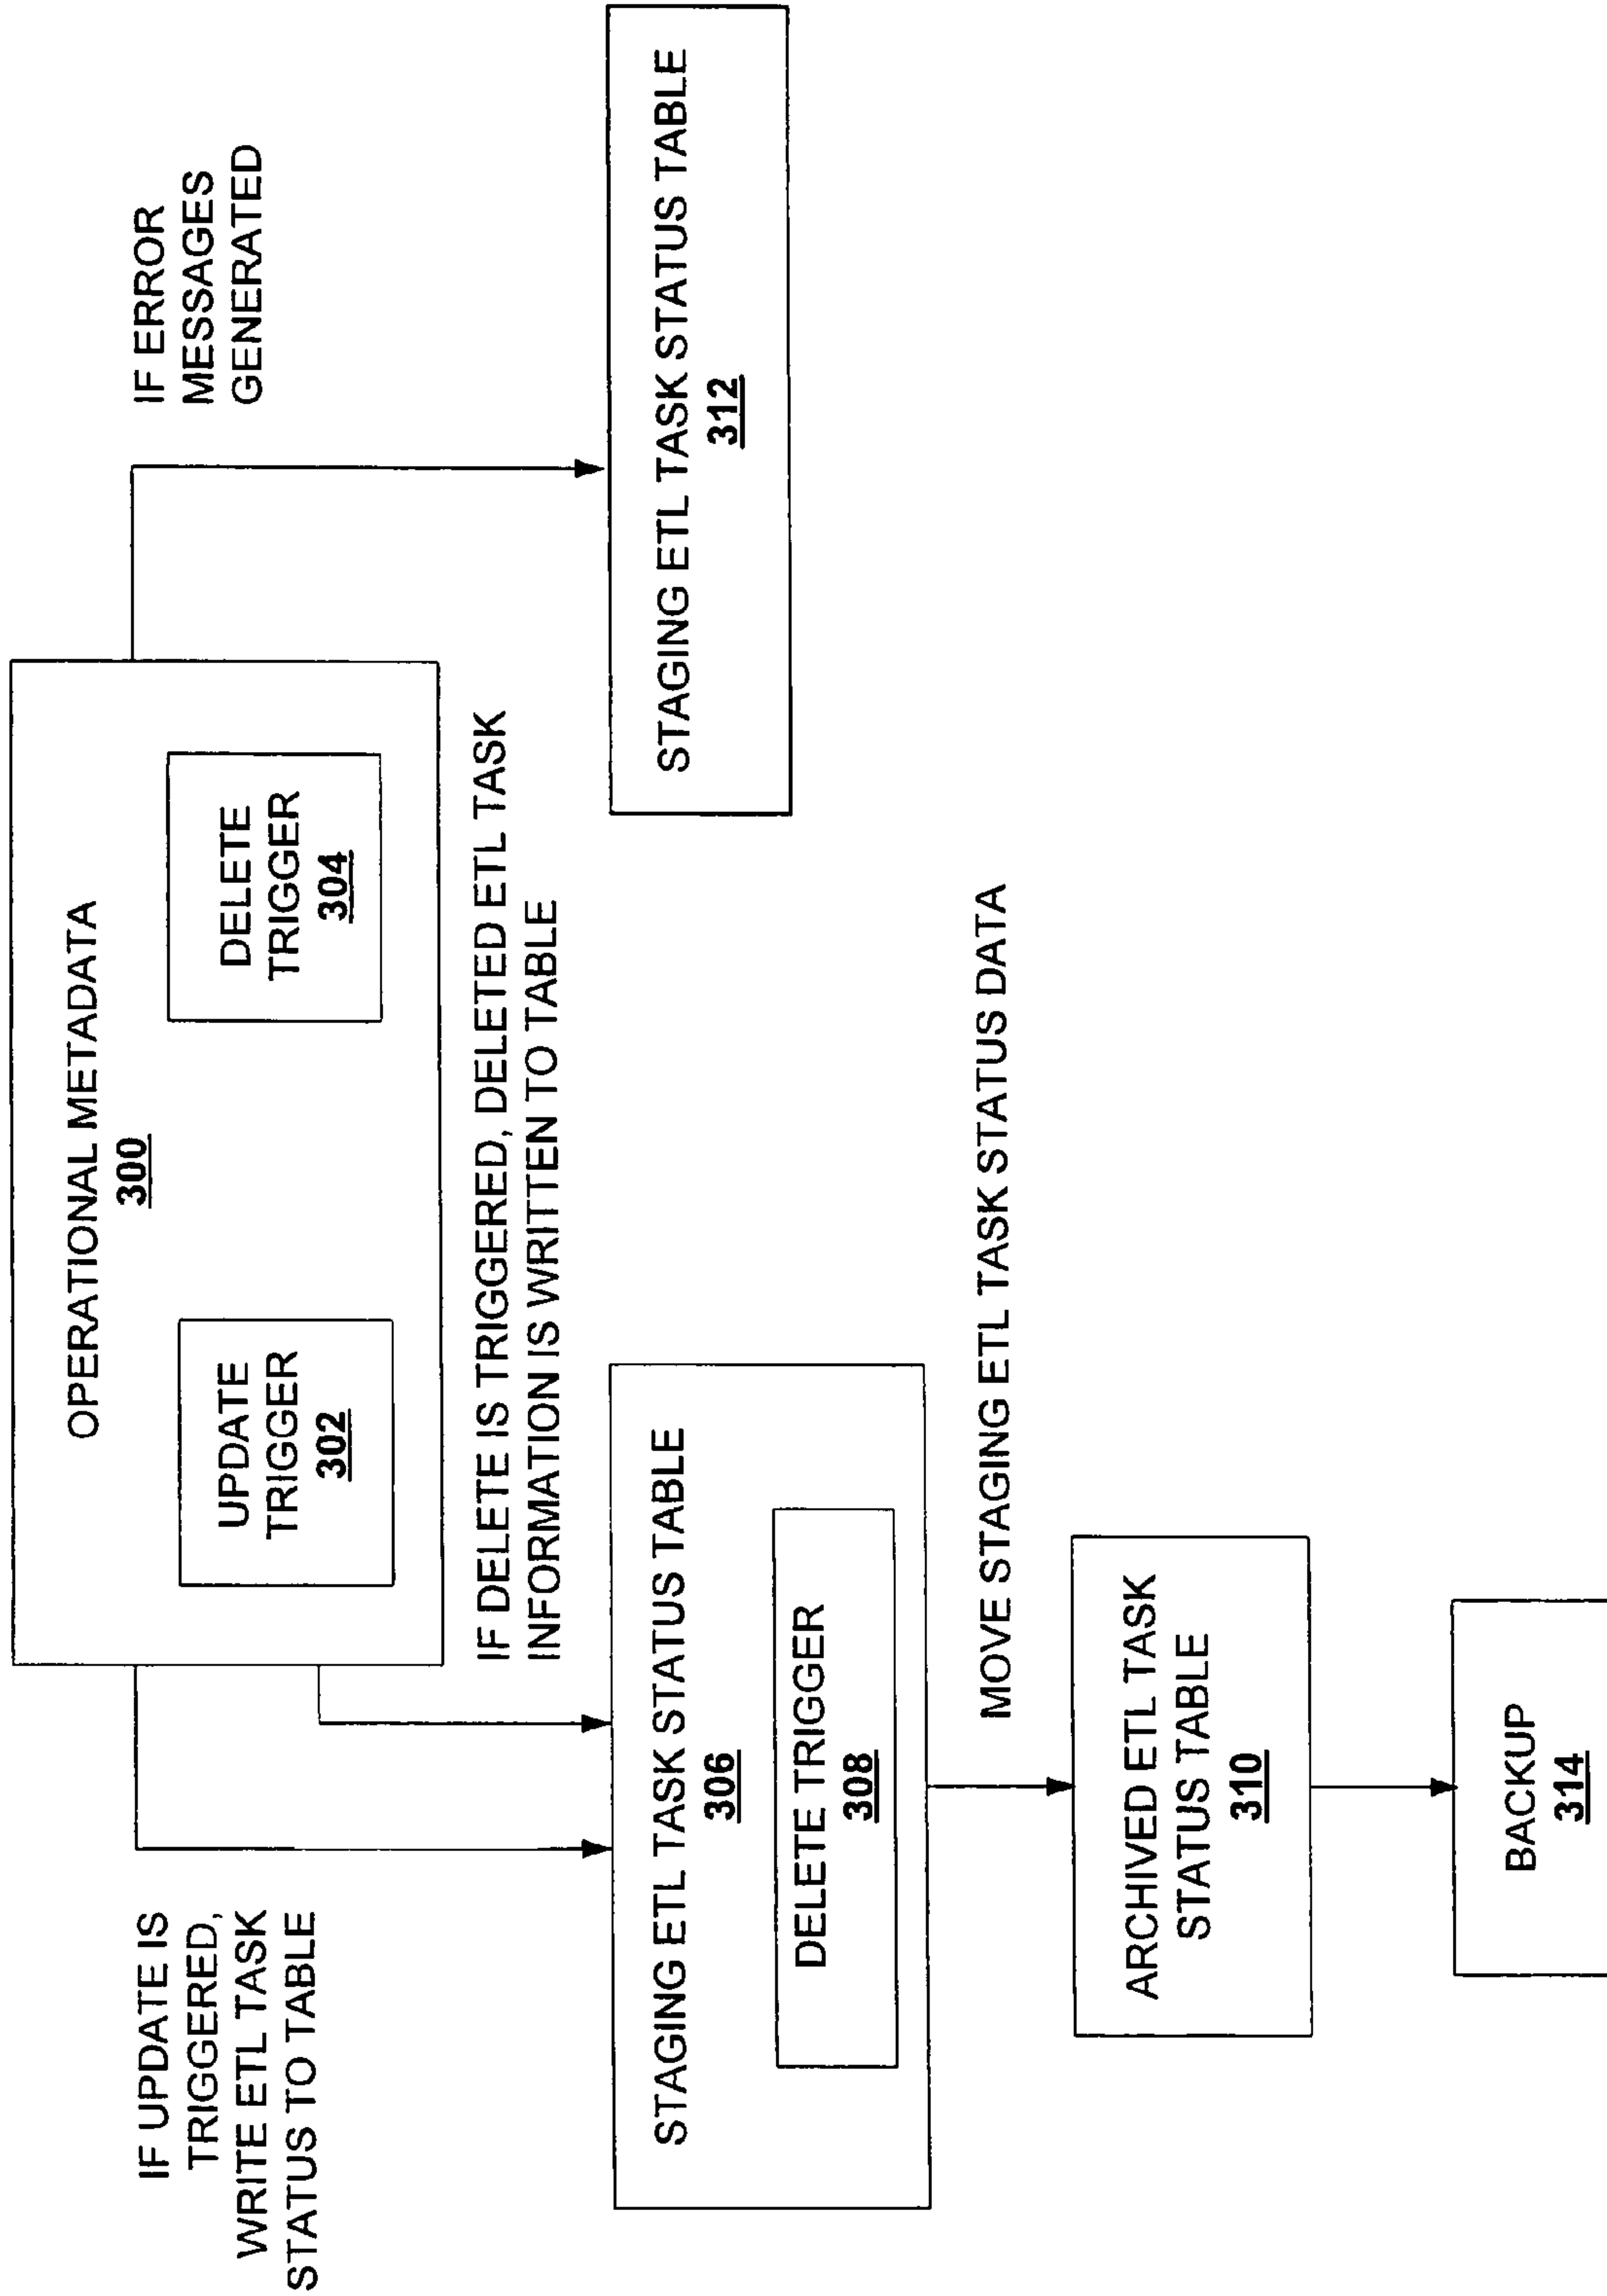 OPERATIONAL METADATA
300
UPDATE
TRIGGER
302
DELETE
TRIGGER
304
IF UPDATE IS
TRIGGERED,
WRITE ETL TASK
STATUS TO TABLE
IF DELETE IS TRIGGERED, DELETED ETL TASK
INFORMATION IS WRITTEN TO TABLE
IF ERROR
MESSAGES
GENERATED
STAGING ETL TASK STATUS TABLE
306
DELETE TRIGGER
308
STAGING ETL TASK STATUS TABLE
312
MOVE STAGING ETL TASK STATUS DATA
ARCHIVED ETL TASK
STATUS TABLE
310
BACKUP
314